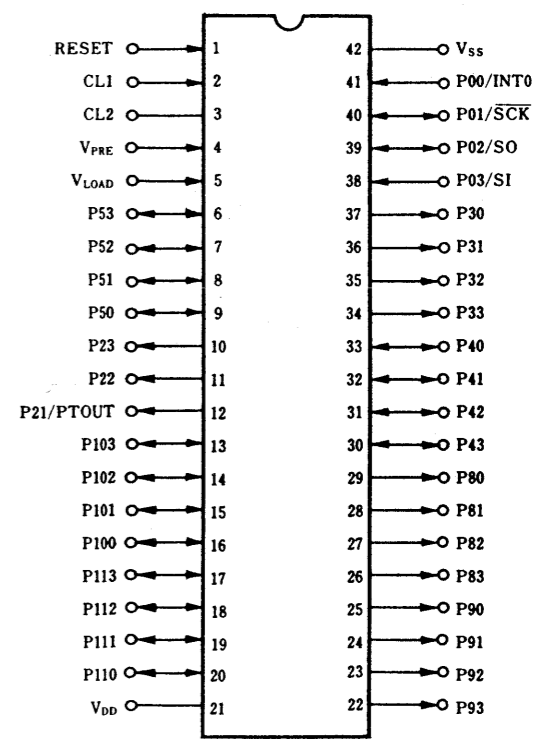 RESET 1 42 Vss
CL1 2 41 P00/INT0
CL2 3 40 P01/SCK
VPRE 4 39 P02/SO
VLOAD 5 38 P03/SI
P53 6 37 P30
P52 7 36 P31
P51 8 35 P32
P50 9 34 P33
P23 10 33 P40
P22 11 32 P41
P21/PTOUT 12 31 P42
P103 13 30 P43
P102 14 29 P80
P101 15 28 P81
P100 16 27 P82
P113 17 26 P83
P112 18 25 P90
P111 19 24 P91
P110 20 23 P92
VDD 21 22 P93